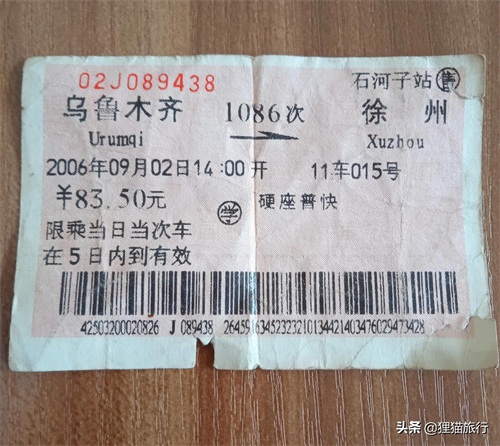 02J089438 石河子站 售
乌鲁木齐 1086次 徐州
Urumqi Xuzhou
2006年09月02日14:00开 11车015号
¥83.50元 学 硬座普快
限乘当日当次车
在5日内到有效
42503200020826 J 089438 26459163452323210134421403476029473428
头条 @狸猫旅行